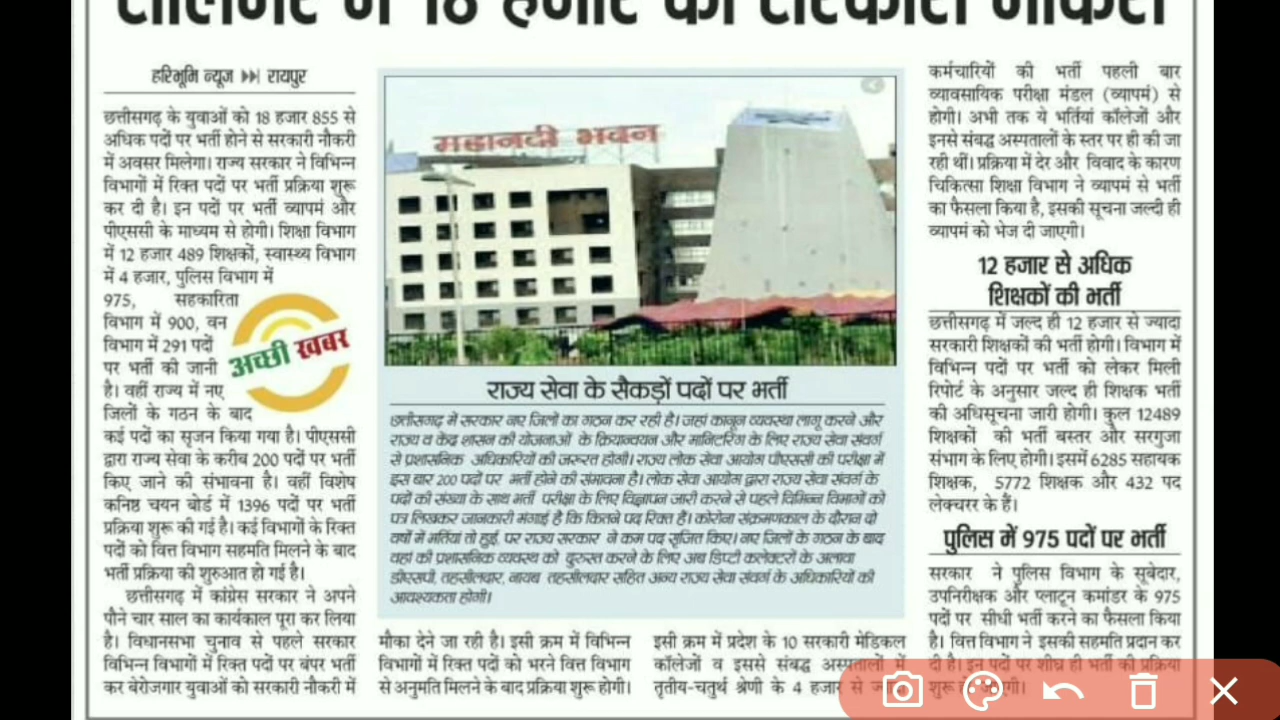 में 18 हजार को सरकारी नौकरी
हरिभूमि न्यूज ▶▶| रायपुर
छत्तीसगढ़ के युवाओं को 18 हजार 855 से
अधिक पदों पर भर्ती होने से सरकारी नौकरी
में अवसर मिलेगा। राज्य सरकार ने विभिन्न
विभागों में रिक्त पदों पर भर्ती प्रक्रिया शुरू
कर दी है। इन पदों पर भर्ती व्यापमं और
पीएससी के माध्यम से होगी। शिक्षा विभाग
में 12 हजार 489 शिक्षकों, स्वास्थ्य विभाग
में 4 हजार, पुलिस विभाग में
975, सहकारिता
विभाग में 900, वन
विभाग में 291 पदों
पर भर्ती की जानी
है। वहीं राज्य में नए
जिलों के गठन के बाद
अच्छी खबर
कई पदों का सृजन किया गया है। पीएससी
द्वारा राज्य सेवा के करीब 200 पदों पर भर्ती
किए जाने की संभावना है। वहीं विशेष
कनिष्ठ चयन बोर्ड में 1396 पदों पर भर्ती
प्रक्रिया शुरू की गई है। कई विभागों के रिक्त
पदों को वित्त विभाग सहमति मिलने के बाद
भर्ती प्रक्रिया की शुरुआत हो गई है।
छत्तीसगढ़ में कांग्रेस सरकार ने अपने
पौने चार साल का कार्यकाल पूरा कर लिया
है। विधानसभा चुनाव से पहले सरकार
विभिन्न विभागों में रिक्त पदों पर बंपर भर्ती
कर बेरोजगार युवाओं को सरकारी नौकरी में
महानदी भवन
राज्य सेवा के सैकड़ों पदों पर भर्ती
छत्तीसगढ़ में सरकार नए जिलों का गठन कर रही है। जहां कानून व्यवस्था लागू करने और
राज्य व केंद्र शासन की योजनाओं के क्रियान्वयन और मानिटरिंग के लिए राज्य सेवा संवर्ग
से प्रशासनिक अधिकारियों की जरूरत होगी। राज्य लोक सेवा आयोग पीएससी की परीक्षा में
इस बार 200 पदों पर भर्ती होने की संभावना है। लोक सेवा आयोग द्वारा राज्य सेवा संवर्ग के
पदों की संख्या के साथ भर्ती परीक्षा के लिए विज्ञापन जारी करने से पहले विभिन्न विभागों को
पत्र लिखकर जानकारी मंगाई है कि कितने पद रिक्त हैं। कोरोना संक्रमणकाल के दौरान दो
वर्षों में भर्तियां तो हुई, पर राज्य सरकार ने कम पद सृजित किए। नए जिलों के गठन के बाद
वहां की प्रशासनिक व्यवस्था को दुरुस्त करने के लिए अब डिप्टी कलेक्टरों के अलावा
डीएसपी, तहसीलदार, नायब तहसीलदार सहित अन्य राज्य सेवा संवर्ग के अधिकारियों की
आवश्यकता होगी।
मौका देने जा रही है। इसी क्रम में विभिन्न
विभागों में रिक्त पदों को भरने वित्त विभाग
से अनुमति मिलने के बाद प्रक्रिया शुरू होगी।
इसी क्रम में प्रदेश के 10 सरकारी मेडिकल
कॉलेजों व इससे संबद्ध अस्पतालों में
तृतीय-चतुर्थ श्रेणी के 4 हजार से ज्यादा
कर्मचारियों की भर्ती पहली बार
व्यावसायिक परीक्षा मंडल (व्यापमं) से
होगी। अभी तक ये भर्तियां कॉलेजों और
इनसे संबद्ध अस्पतालों के स्तर पर ही की जा
रही थीं। प्रक्रिया में देर और विवाद के कारण
चिकित्सा शिक्षा विभाग ने व्यापमं से भर्ती
का फैसला किया है, इसकी सूचना जल्दी ही
व्यापमं को भेज दी जाएगी।
12 हजार से अधिक
शिक्षकों की भर्ती
छत्तीसगढ़ में जल्द ही 12 हजार से ज्यादा
सरकारी शिक्षकों की भर्ती होगी। विभाग में
विभिन्न पदों पर भर्ती को लेकर मिली
रिपोर्ट के अनुसार जल्द ही शिक्षक भर्ती
की अधिसूचना जारी होगी। कुल 12489
शिक्षकों की भर्ती बस्तर और सरगुजा
संभाग के लिए होगी। इसमें 6285 सहायक
शिक्षक, 5772 शिक्षक और 432 पद
लेक्चरर के हैं।
पुलिस में 975 पदों पर भर्ती
सरकार ने पुलिस विभाग के सूबेदार,
उपनिरीक्षक और प्लाटून कमांडर के 975
पदों पर सीधी भर्ती करने का फैसला किया
है। वित्त विभाग ने इसकी सहमति प्रदान कर
दी है। इन पदों पर शीघ्र ही भर्ती की प्रक्रिया
शुरू हो जाएगी।